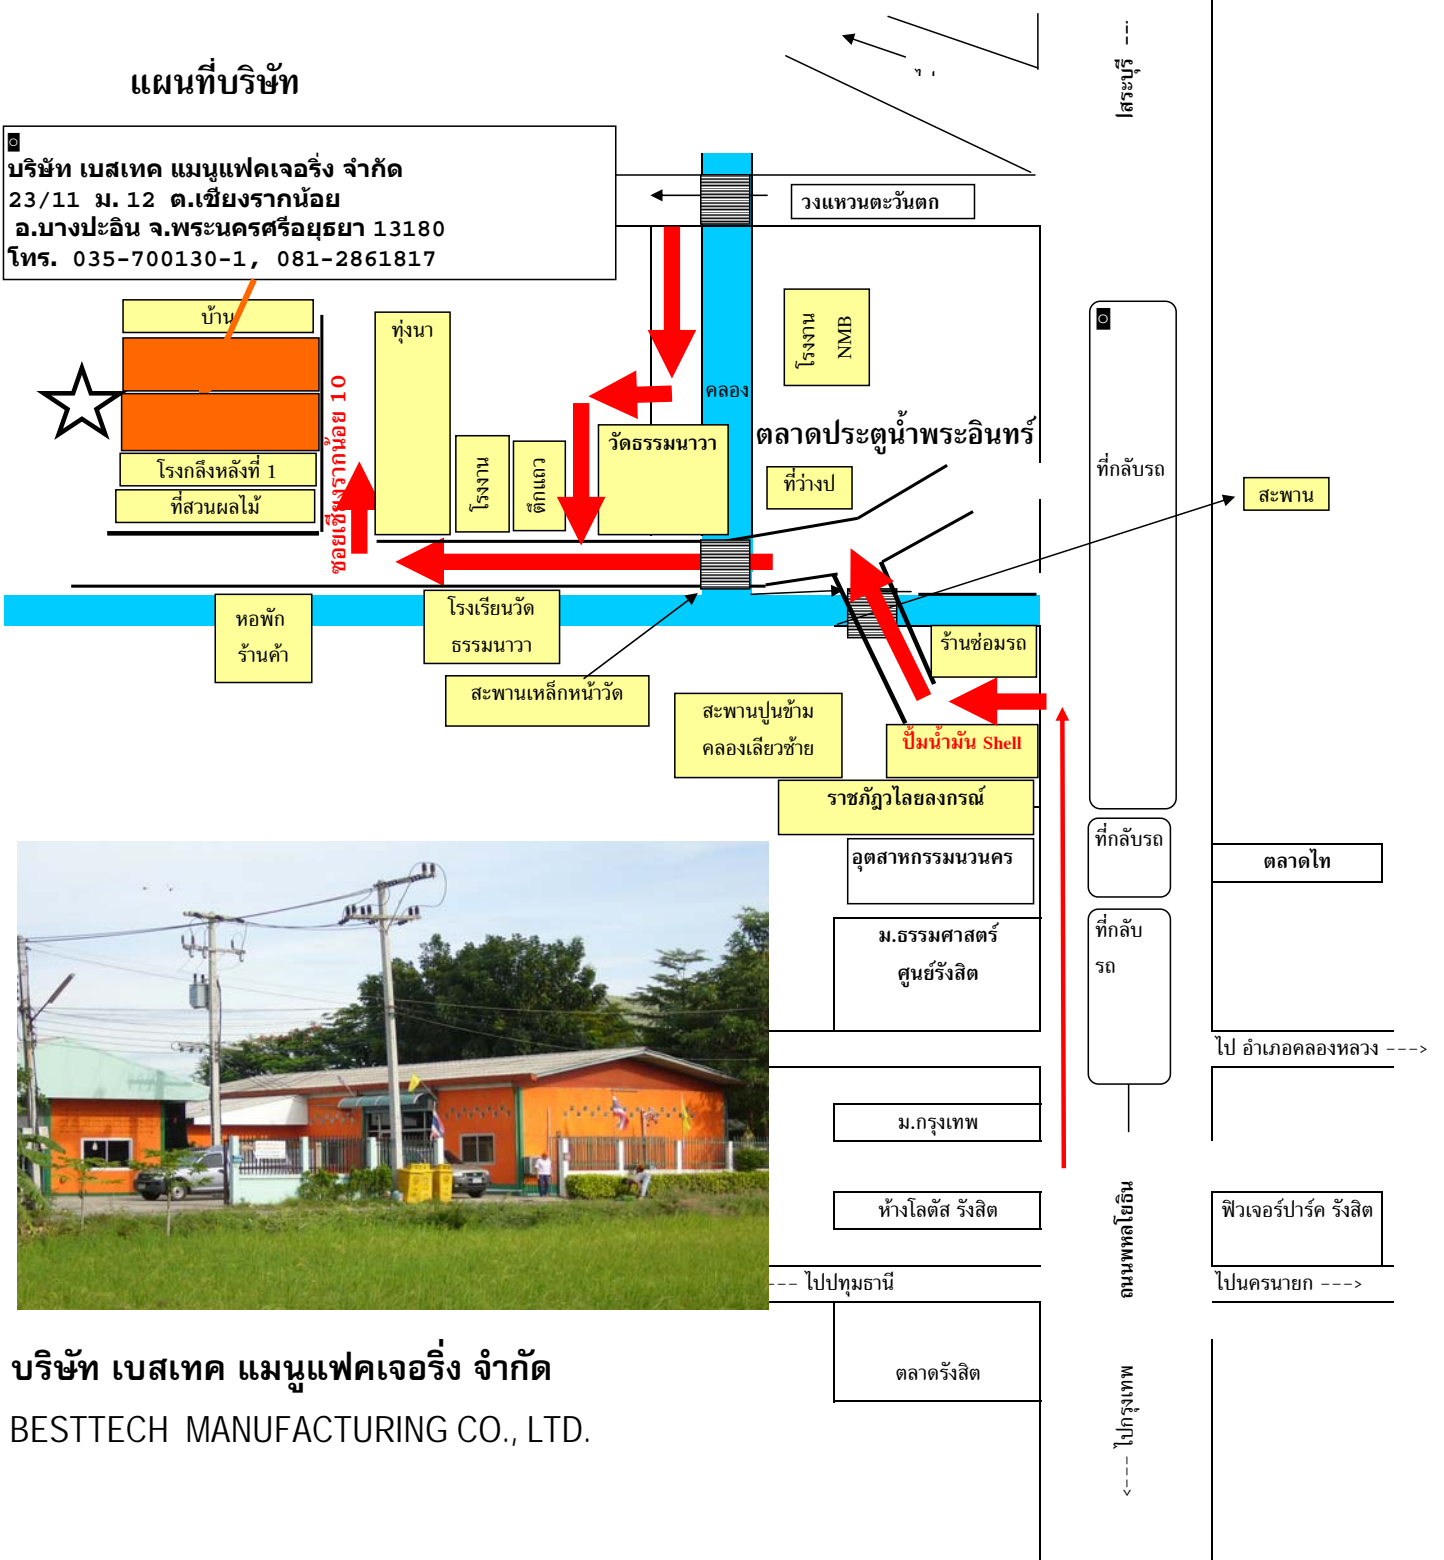 แผนที่บริษัท
บริษัท เบสเทค แมนูแฟคเจอริ่ง จำกัด
23/11 ม. 12 ต.เชียงรากน้อย
อ.บางปะอิน จ.พระนครศรีอยุธยา 13180
โทร. 035-700130-1, 081-2861817
วงแหวนตะวันตก
สระบุรี ---
บ้าน
ทุ่งนา
โรงงาน
NMB
คลอง
ซอยเชียงรากน้อย 10
โรงกลึงหลังที่ 1
ที่สวนผลไม้
โรงงาน
ตึกแถว
วัดธรรมนาวา
ตลาดประตูน้ำพระอินทร์
ที่ว่างป
ที่กลับรถ
สะพาน
หอพัก
ร้านค้า
โรงเรียนวัด
ธรรมนาวา
ร้านซ่อมรถ
สะพานเหล็กหน้าวัด
สะพานปูนข้าม
คลองเลียวซ้าย
ปั้มน้ำมัน Shell
ราชภัฏวไลยลงกรณ์
อุตสาหกรรมนวนคร
ที่กลับรถ
ตลาดไท
ม.ธรรมศาสตร์
ศูนย์รังสิต
ที่กลับ
รถ
ไป อำเภอคลองหลวง --->
ม.กรุงเทพ
ห้างโลตัส รังสิต
ถนนพหลโยธิน
ฟิวเจอร์ปาร์ค รังสิต
--- ไปปทุมธานี
ไปนครนายก --->
ตลาดรังสิต
<---- ไปกรุงเทพ
บริษัท เบสเทค แมนูแฟคเจอริ่ง จำกัด
BESTTECH MANUFACTURING CO., LTD.